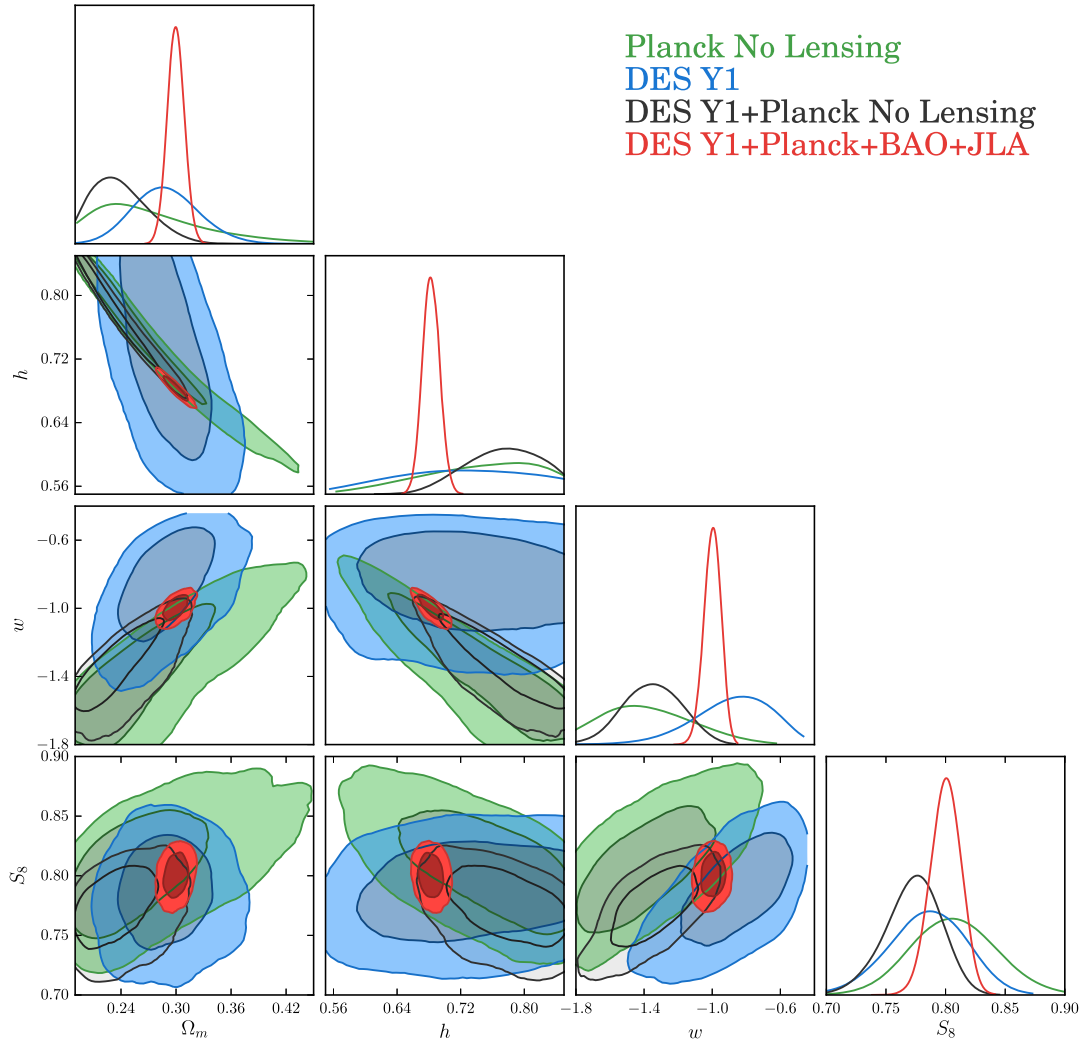 Planck No Lensing
DES Y1
DES Y1+Planck No Lensing
DES Y1+Planck+BAO+JLA
0.80
0.72
0.64
0.56
h
−0.6
−1.0
−1.4
−1.8
w
0.90
0.85
0.80
0.75
0.70
S₈
0.24 0.30 0.36 0.42
Ωₘ
0.56 0.64 0.72 0.80
h
−1.8 −1.4 −1.0 −0.6
w
0.70 0.75 0.80 0.85 0.90
S₈